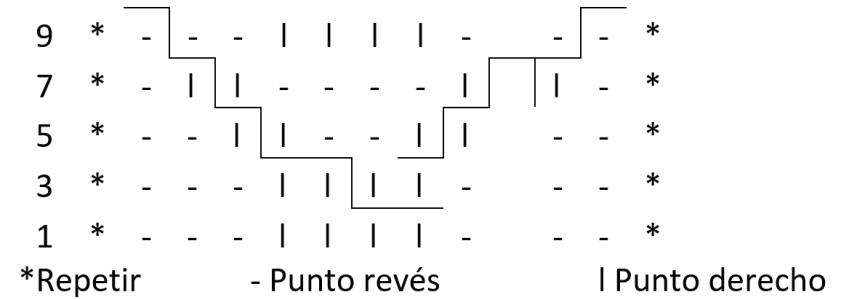 9 * - - - l l l l - - - *
7 * - l l - - - - l l - *
5 * - - l l - - l l - - *
3 * - - - l l l l - - - *
1 * - - - l l l l - - - *
*Repetir - Punto revés l Punto derecho